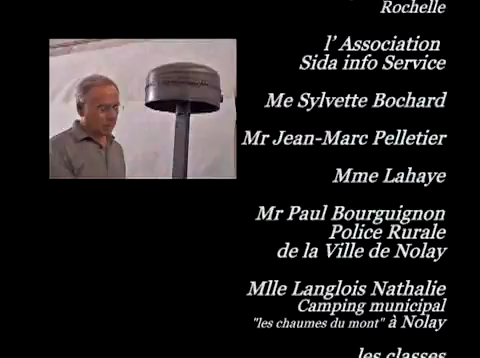 Rochelle
l' Association
Sida info Service
Me Sylvette Bochard
Mr Jean-Marc Pelletier
Mme Lahaye
Mr Paul Bourguignon
Police Rurale
de la Ville de Nolay
Mlle Langlois Nathalie
Camping municipal
"les chaumes du mont" à Nolay
les classes